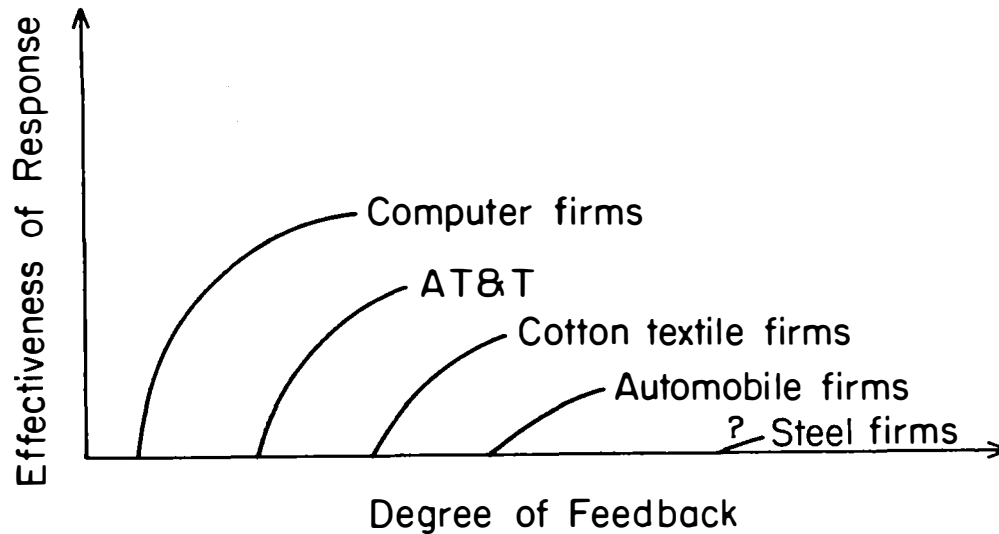 Effectiveness of Response
Computer firms
AT&T
Cotton textile firms
Automobile firms
? Steel firms
Degree of Feedback